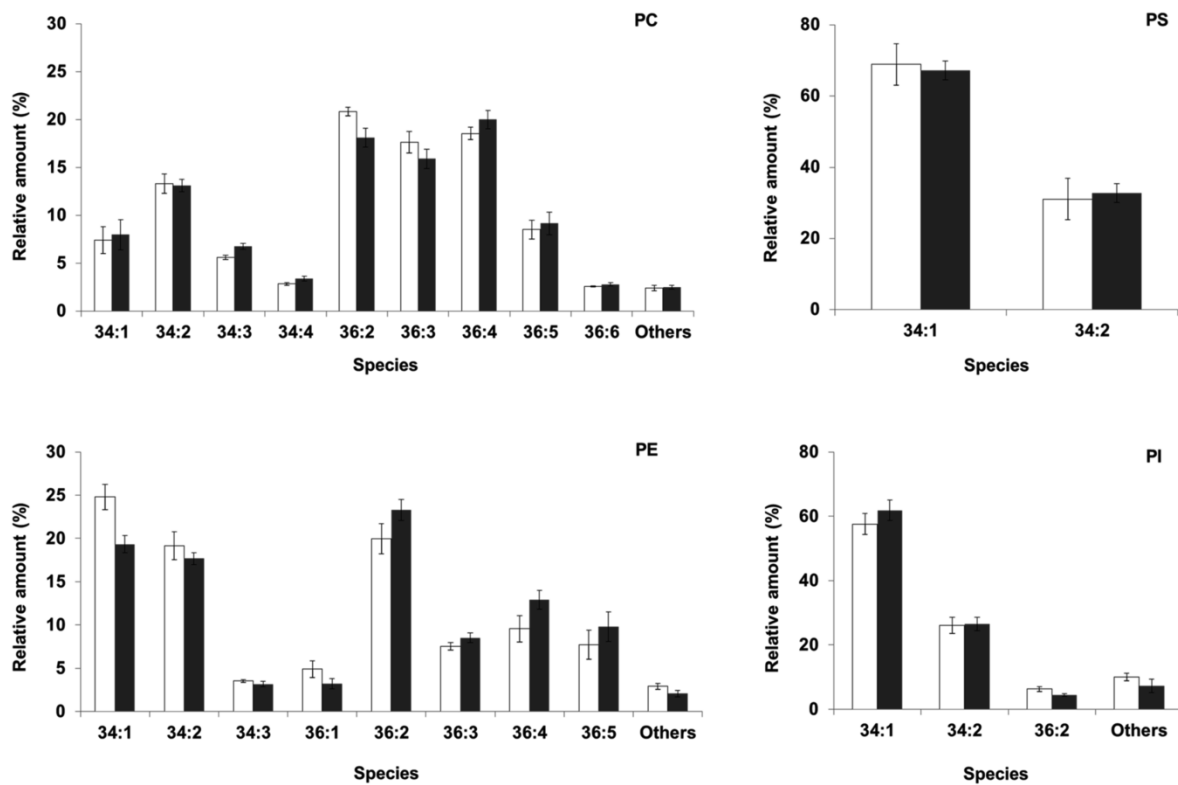 PC
Relative amount (%)
30
25
20
15
10
5
0
34:1 34:2 34:3 34:4 36:2 36:3 36:4 36:5 36:6 Others
Species
PS
Relative amount (%)
80
60
40
20
0
34:1 34:2
Species
PE
Relative amount (%)
30
25
20
15
10
5
0
34:1 34:2 34:3 36:1 36:2 36:3 36:4 36:5 Others
Species
PI
Relative amount (%)
80
60
40
20
0
34:1 34:2 36:2 Others
Species